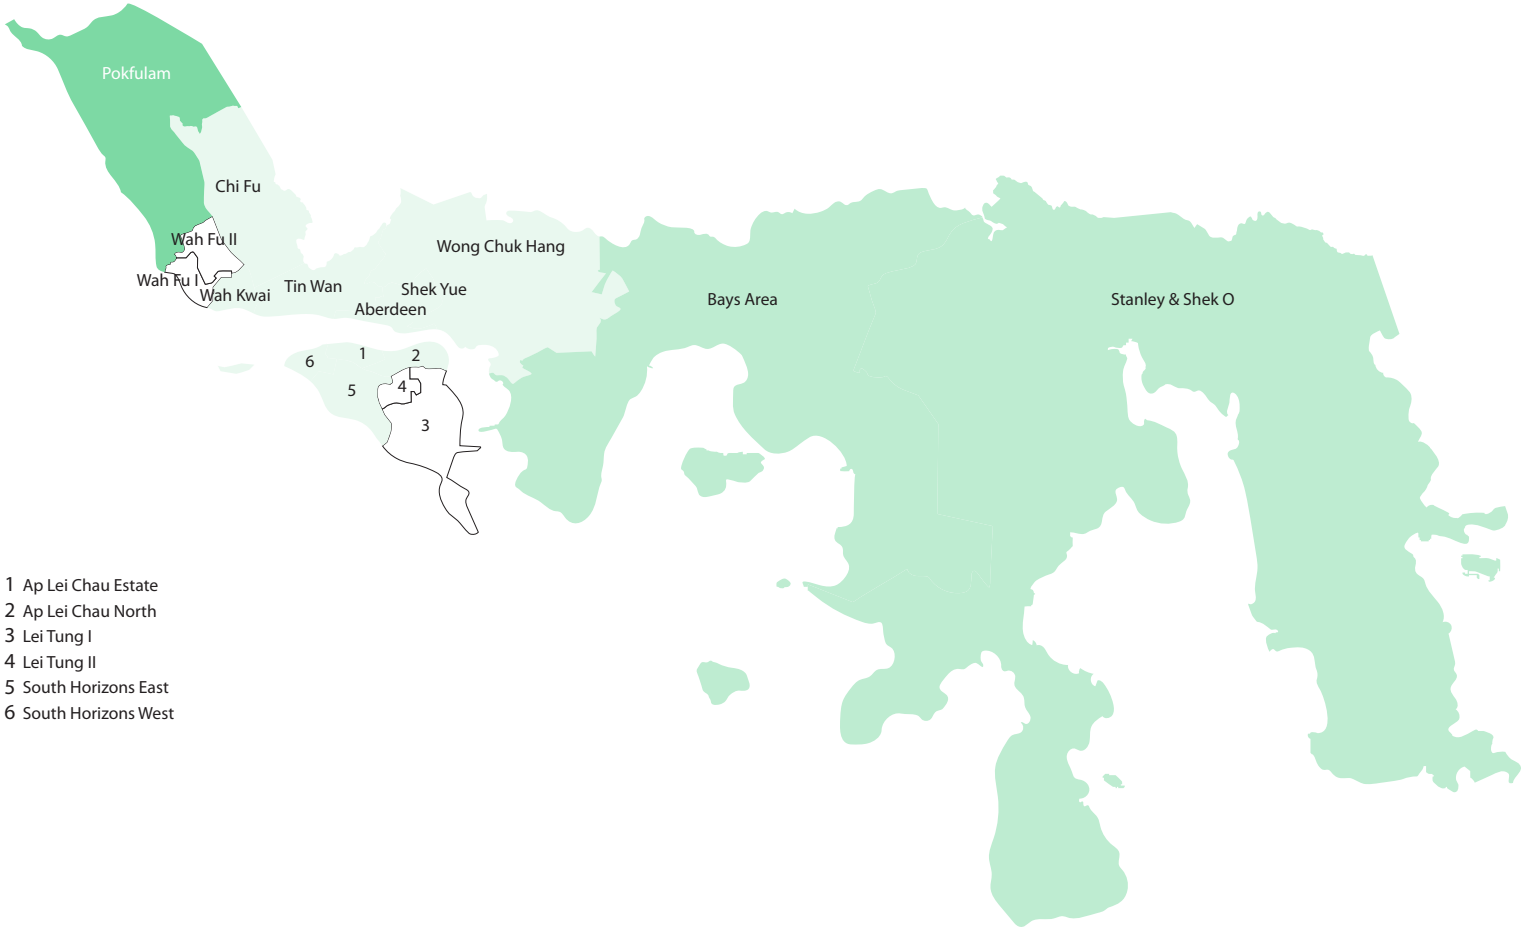 Pokfulam
Chi Fu
Wah Fu II
Wong Chuk Hang
Wah Fu I
Wah Kwai
Tin Wan
Shek Yue
Aberdeen
Bays Area
Stanley & Shek O
1
2
6
4
5
3
1 Ap Lei Chau Estate
2 Ap Lei Chau North
3 Lei Tung I
4 Lei Tung II
5 South Horizons East
6 South Horizons West